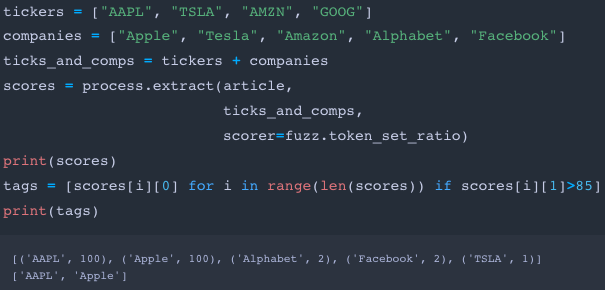 tickers = ["AAPL", "TSLA", "AMZN", "GOOG"]
companies = ["Apple", "Tesla", "Amazon", "Alphabet", "Facebook"]
ticks_and_comps = tickers + companies
scores = process.extract(article,
                         ticks_and_comps,
                         scorer=fuzz.token_set_ratio)
print(scores)
tags = [scores[i][0] for i in range(len(scores)) if scores[i][1]>85]
print(tags)
[('AAPL', 100), ('Apple', 100), ('Alphabet', 2), ('Facebook', 2), ('TSLA', 1)]
['AAPL', 'Apple']